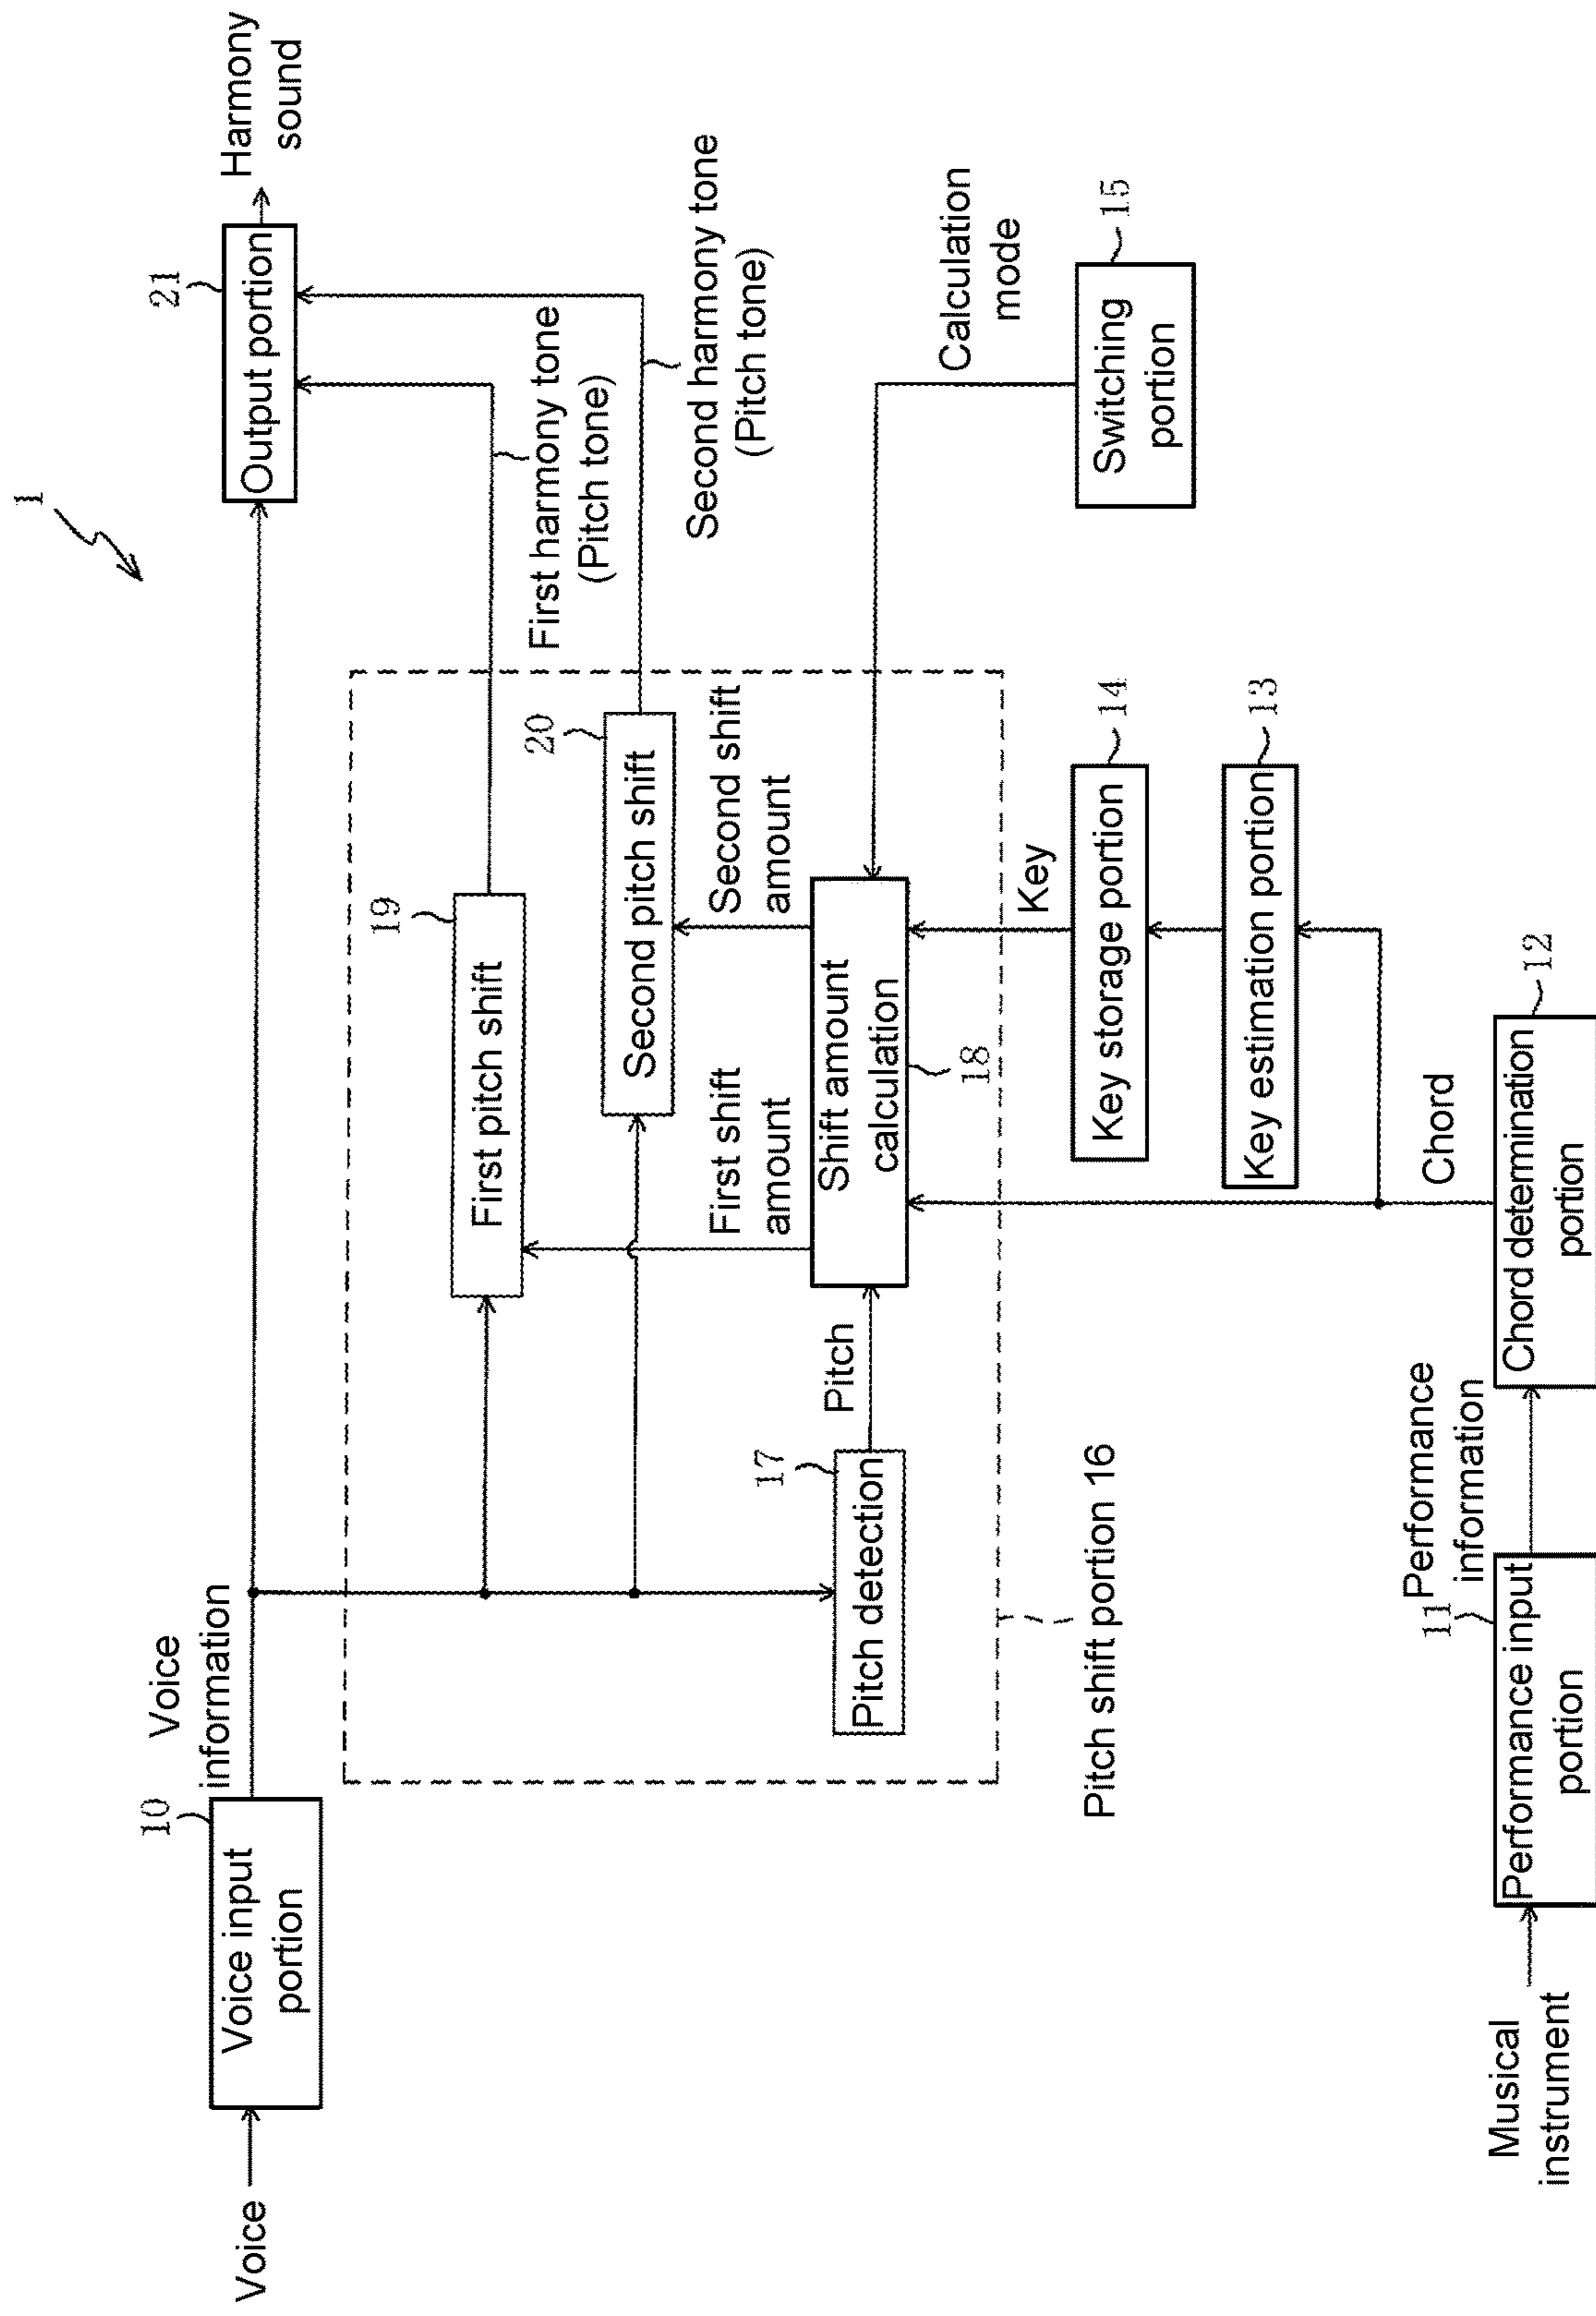 1
Voice
Voice input
portion
10
Voice
information
21
Output portion
Harmony
sound
19
First pitch shift
First harmony tone
(Pitch tone)
20
Second pitch shift
Second harmony tone
(Pitch tone)
First shift
amount
Second shift
amount
17
Pitch detection
Pitch
Shift amount
calculation
18
Calculation
mode
Switching
portion
15
Pitch shift portion 16
Key
Key storage portion
14
Key estimation portion
13
Musical
instrument
11
Performance input
portion
Performance
information
Chord
Chord determination
portion
12